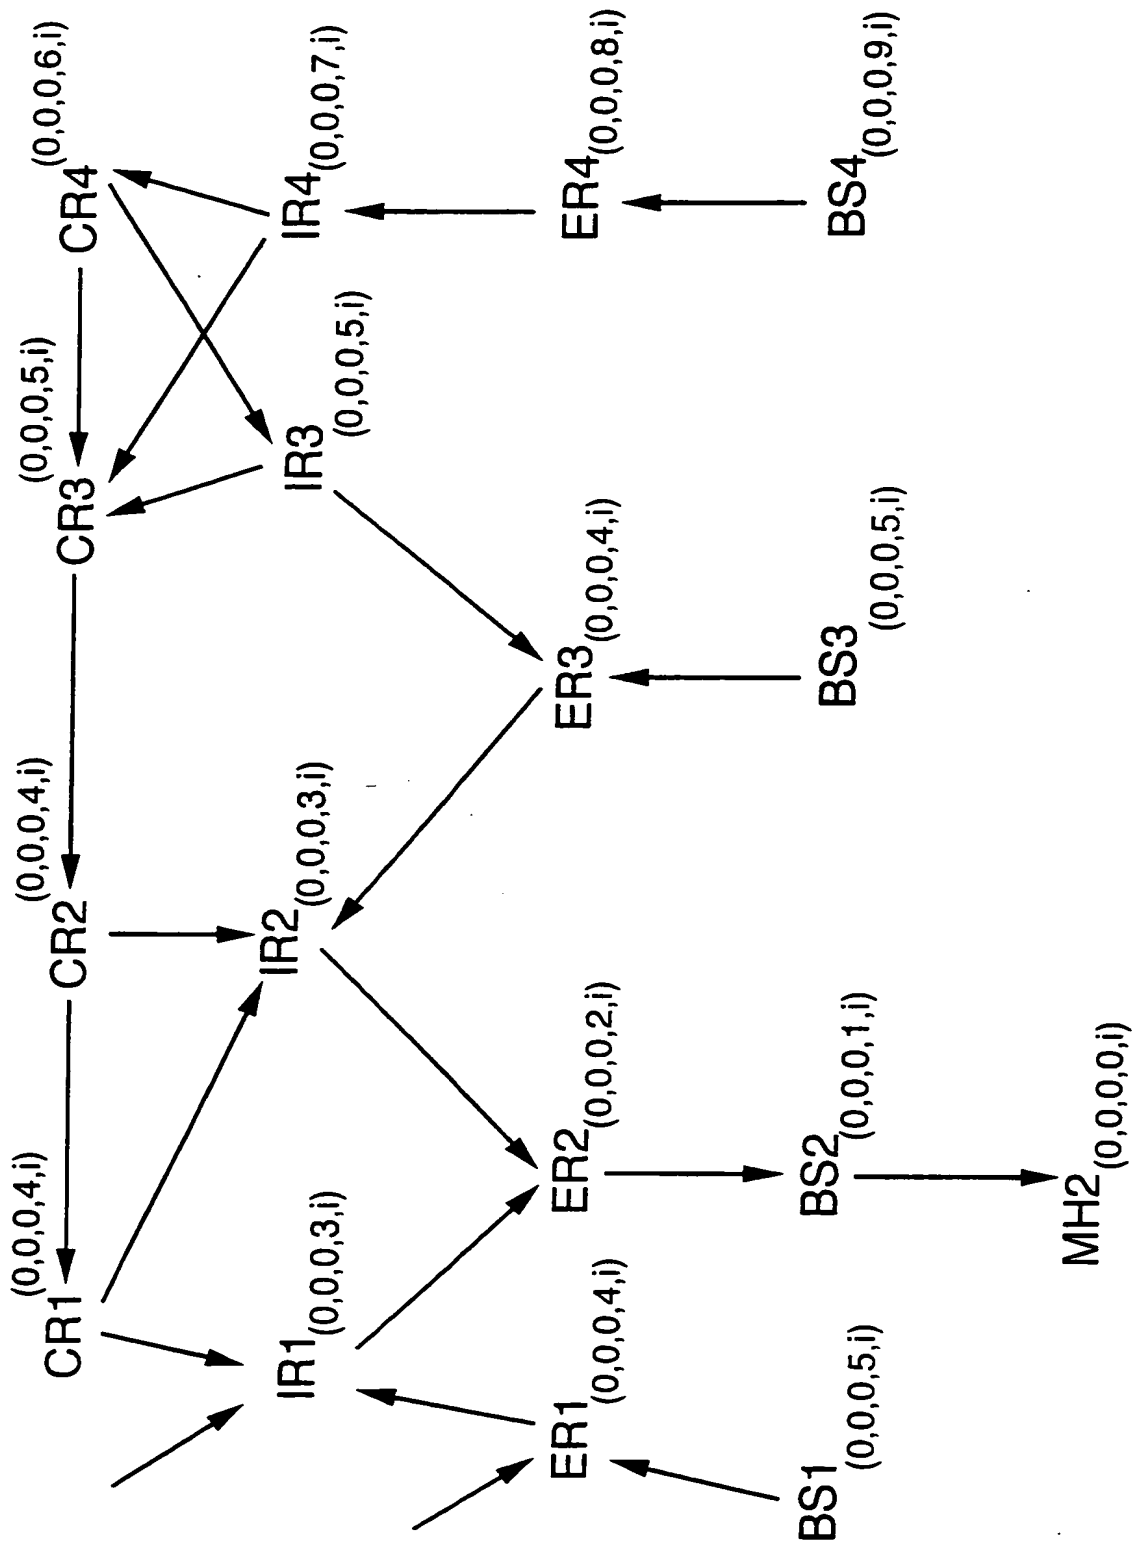 CR1
(0,0,0,4,i)
CR2
(0,0,0,4,i)
CR3
(0,0,0,5,i)
CR4
(0,0,0,6,i)
IR1
(0,0,0,3,i)
IR2
(0,0,0,3,i)
IR3
(0,0,0,5,i)
IR4
(0,0,0,7,i)
ER1
(0,0,0,4,i)
ER2
(0,0,0,2,i)
ER3
(0,0,0,4,i)
ER4
(0,0,0,8,i)
BS1
(0,0,0,5,i)
BS2
(0,0,0,1,i)
BS3
(0,0,0,5,i)
BS4
(0,0,0,9,i)
MH2
(0,0,0,0,i)